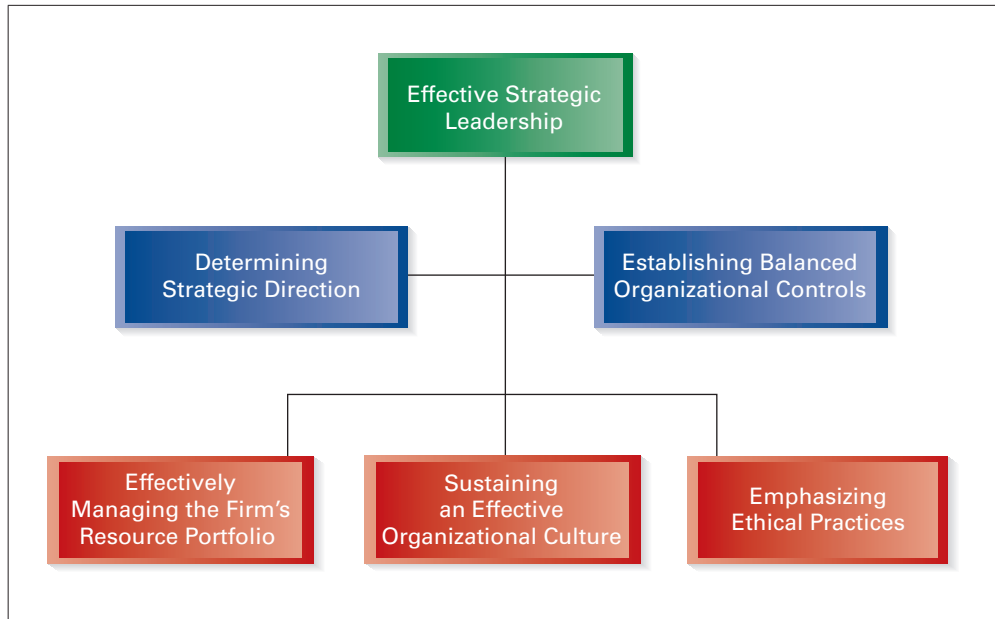 Effective Strategic
Leadership
Determining
Strategic Direction
Establishing Balanced
Organizational Controls
Effectively
Managing the Firm’s
Resource Portfolio
Sustaining
an Effective
Organizational Culture
Emphasizing
Ethical Practices